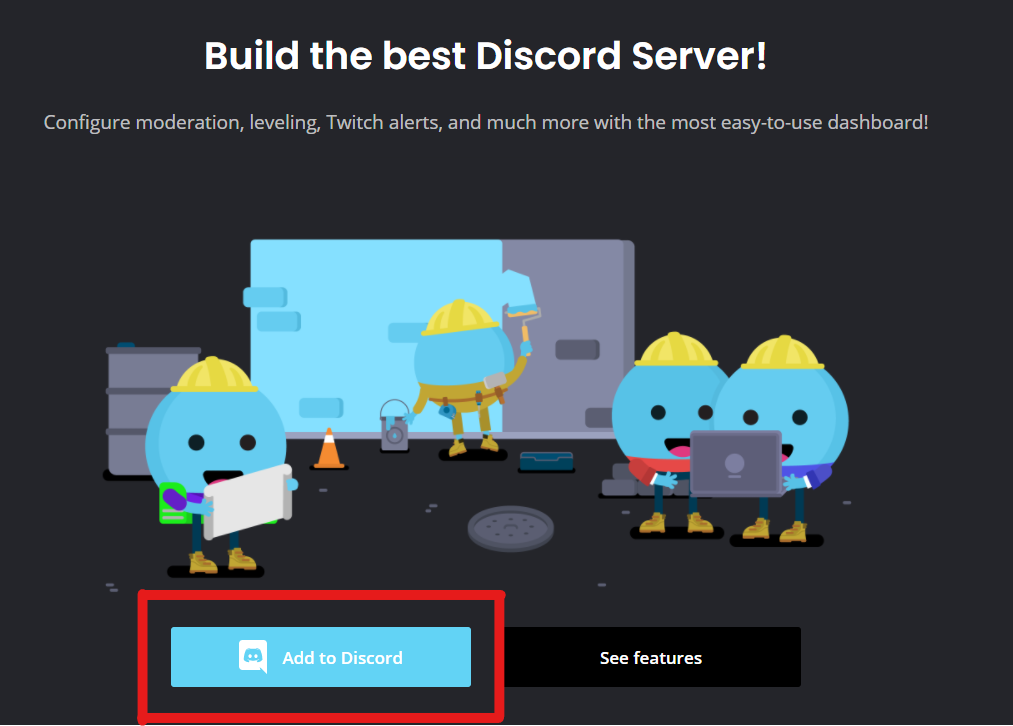 Build the best Discord Server!
Configure moderation, leveling, Twitch alerts, and much more with the most easy-to-use dashboard!
Add to Discord
See features